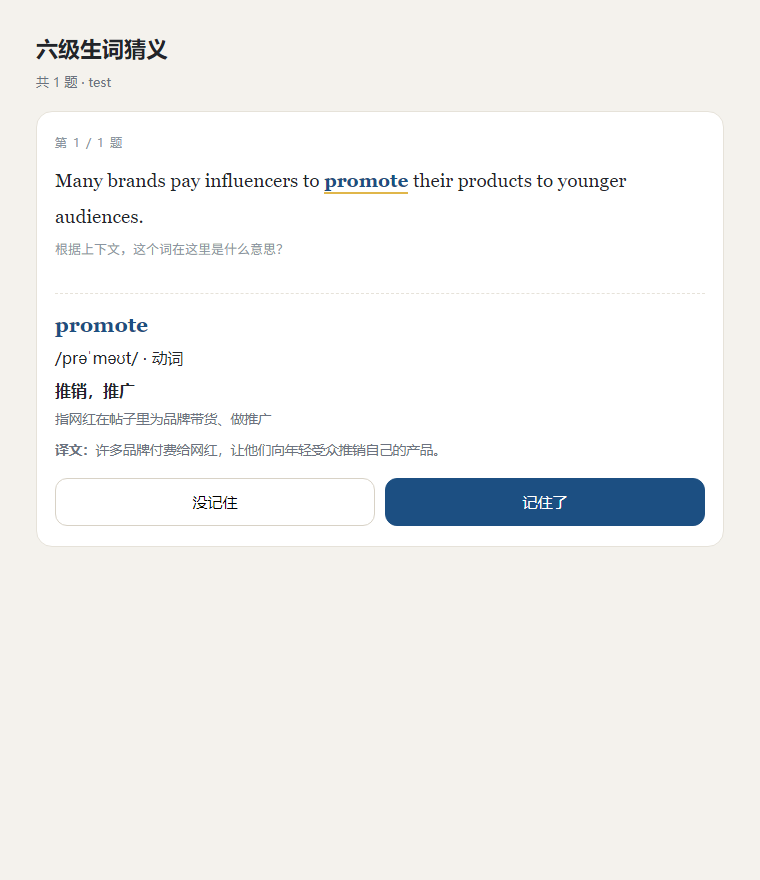 六级生词猜义
共 1 题 · test
第 1 / 1 题
Many brands pay influencers to promote their products to younger
audiences.
根据上下文，这个词在这里是什么意思？
promote
/prəˈməʊt/ · 动词
推销，推广
指网红在帖子里为品牌带货、做推广
译文：许多品牌付费给网红，让他们向年轻受众推销自己的产品。
没记住
记住了